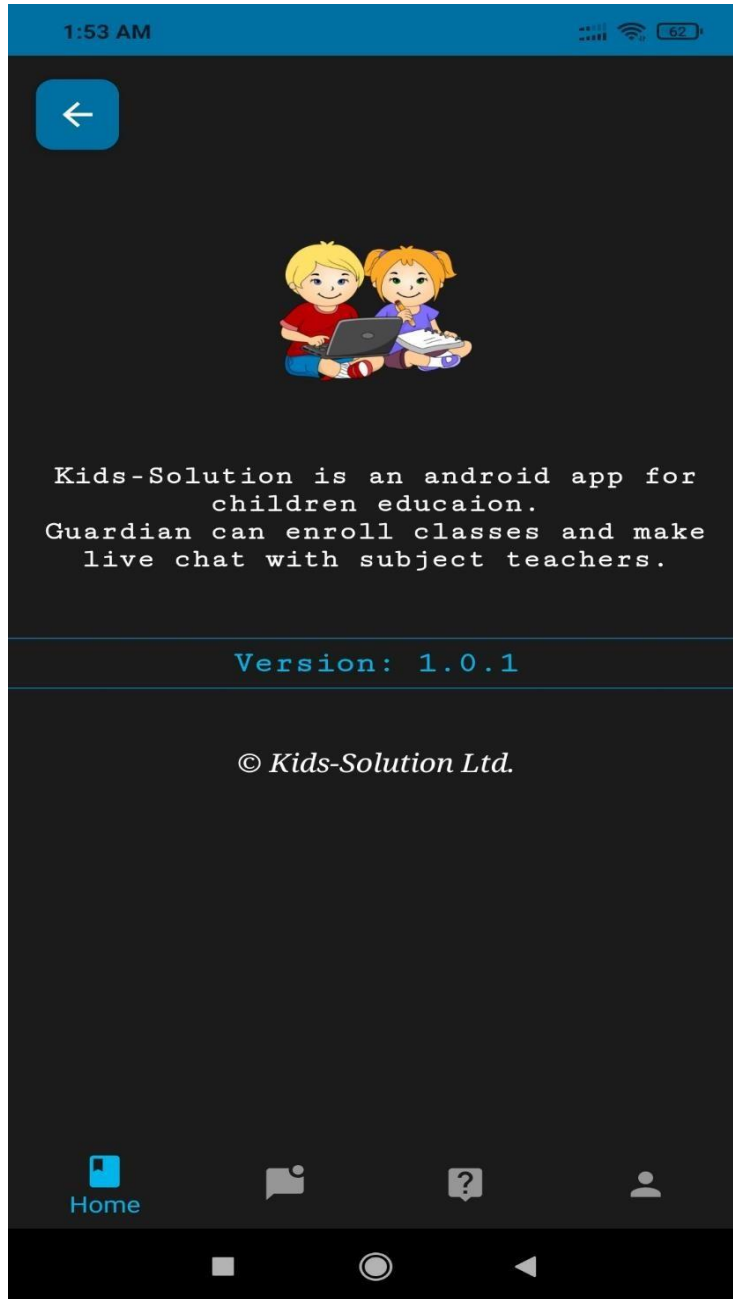 1:53 AM
62
Kids-Solution is an android app for
children educaion.
Guardian can enroll classes and make
live chat with subject teachers.
Version: 1.0.1
© Kids-Solution Ltd.
?
Home